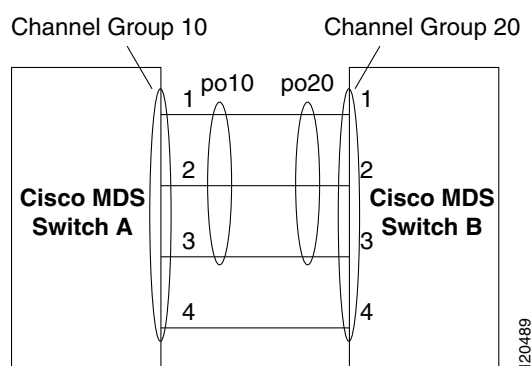 Channel Group 10
Channel Group 20
po10
po20
1
1
2
2
Cisco MDS
Switch A
Cisco MDS
Switch B
3
3
4
4
120489